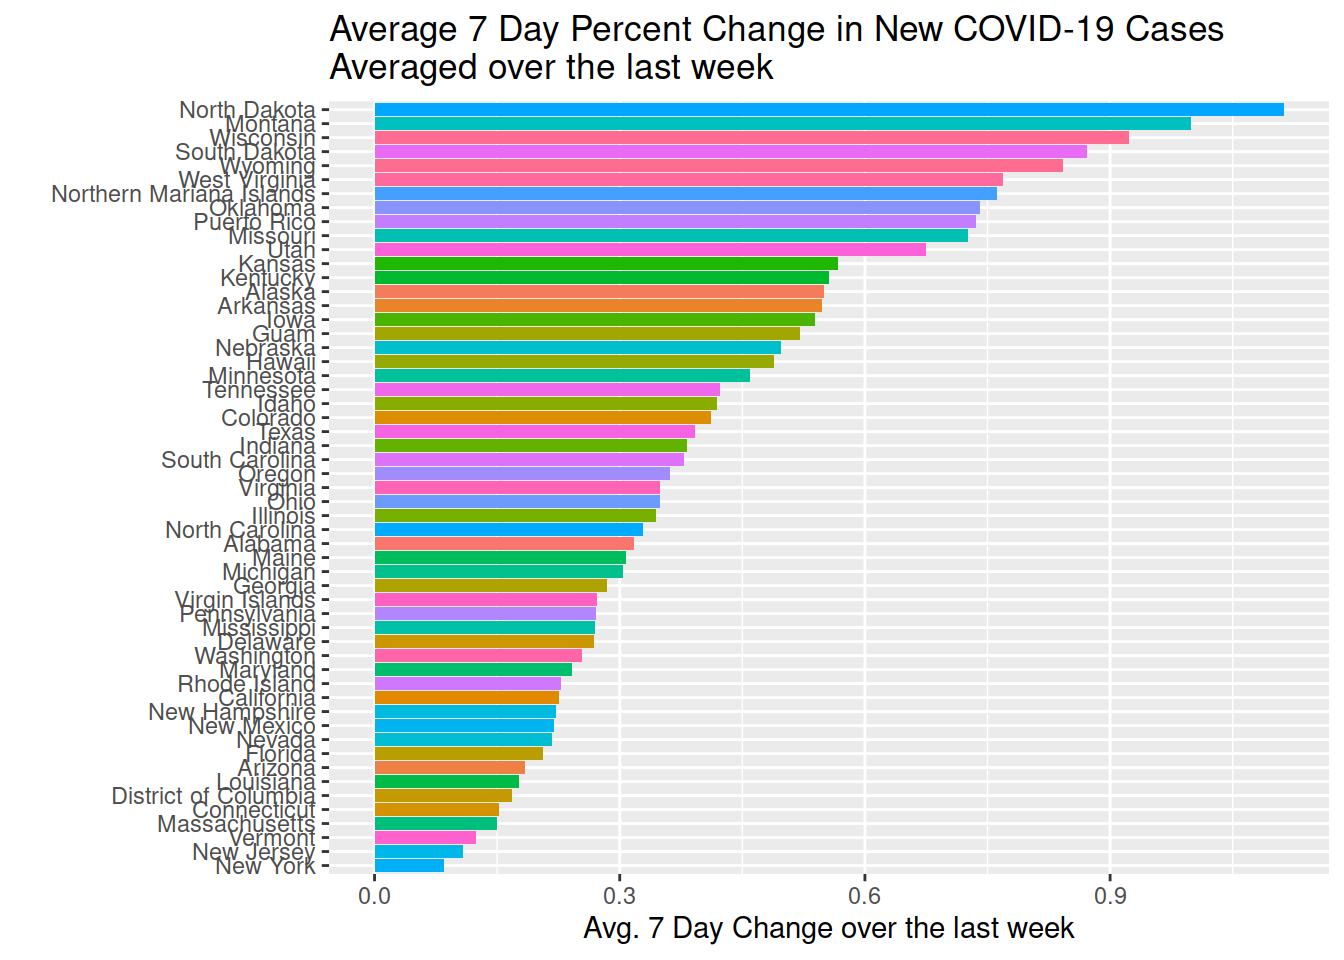 Average 7 Day Percent Change in New COVID-19 Cases
Averaged over the last week
North Dakota
Montana
Wisconsin
South Dakota
Wyoming
West Virginia
Northern Mariana Islands
Oklahoma
Puerto Rico
Missouri
Utah
Kansas
Kentucky
Alaska
Arkansas
Iowa
Guam
Nebraska
Hawaii
Minnesota
Tennessee
Idaho
Colorado
Texas
Indiana
South Carolina
Oregon
Virginia
Ohio
Illinois
North Carolina
Alabama
Maine
Michigan
Georgia
Virgin Islands
Pennsylvania
Mississippi
Delaware
Washington
Maryland
Rhode Island
California
New Hampshire
New Mexico
Nevada
Florida
Arizona
Louisiana
District of Columbia
Connecticut
Massachusetts
Vermont
New Jersey
New York
0.0 0.3 0.6 0.9
Avg. 7 Day Change over the last week